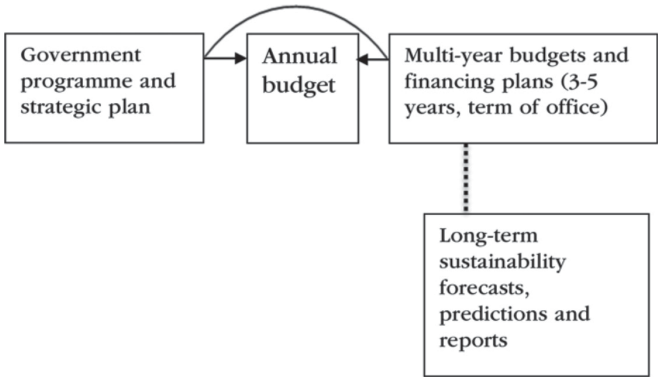 Government
programme and
strategic plan
Annual
budget
Multi-year budgets and
financing plans (3-5
years, term of office)
Long-term
sustainability
forecasts,
predictions and
reports